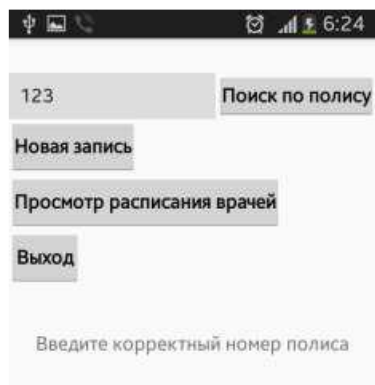 6:24
123 Поиск по полису
Новая запись
Просмотр расписания врачей
Выход
Введите корректный номер полиса